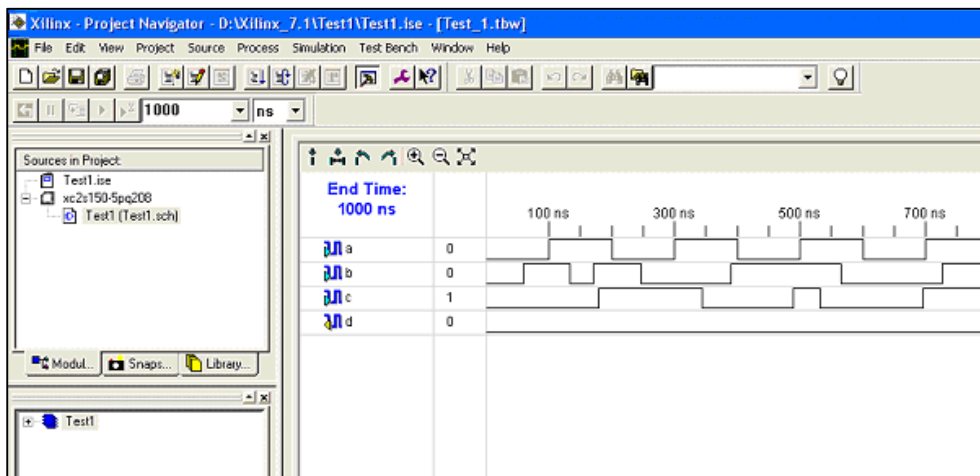 Xilinx - Project Navigator - D:\Xilinx_7.1\Test1\Test1.ise - [Test_1.tbw]
File Edit View Project Source Process Simulation Test Bench Window Help
1000 ns
Sources in Project:
Test1.ise
xc2s150-5pq208
Test1 (Test1.sch)
Modul... Snaps... Library...
Test1
End Time:
1000 ns
100 ns 300 ns 500 ns 700 ns
a 0
b 0
c 1
d 0